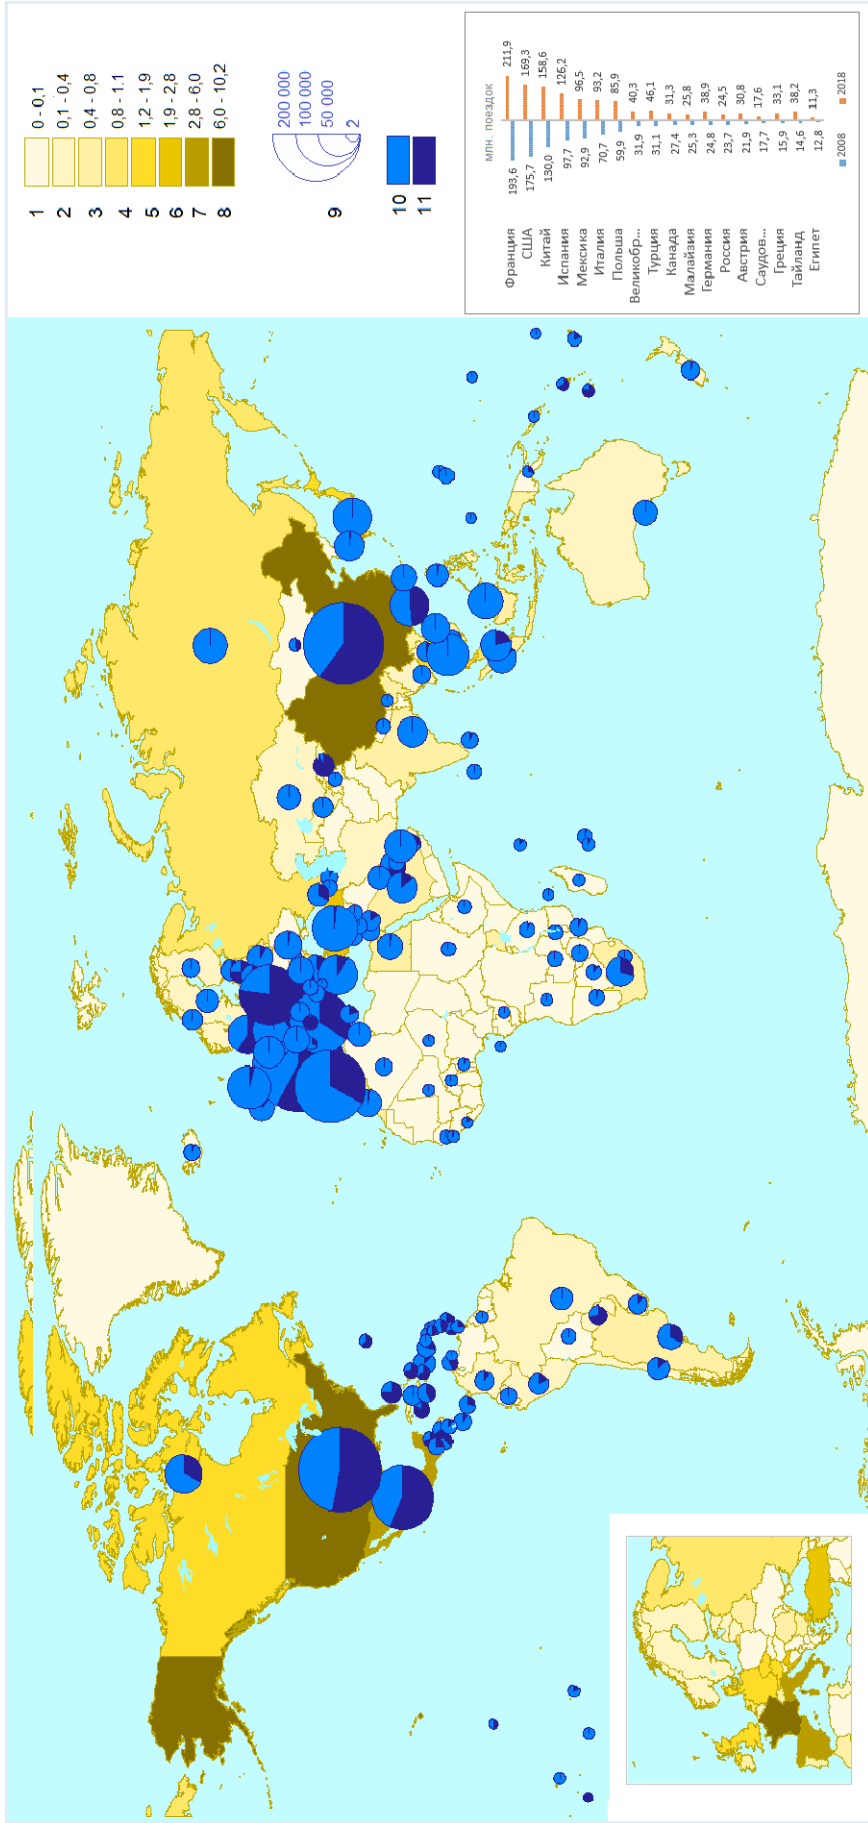 1 0 - 0,1
2 0,1 - 0,4
3 0,4 - 0,8
4 0,8 - 1.1
5 1,2 - 1,9
6 1,9 - 2,8
7 2,8 - 6,0
8 6,0 - 10,2
9
200 000
100 000
50 000
2
10
11
млн. поездок
Франция 193,6 211,9
США 175,7 169,3
Китай 130,0 158,6
Испания 97,7 126,2
Мексика 92,9 96,5
Италия 70,7 93,2
Польша 59,9 85,9
Великобр... 31,9 40,3
Турция 31,1 46,1
Канада 27,4 31,3
Малайзия 25,3 25,8
Германия 24,8 38,9
Россия 23,7 24,5
Австрия 21,9 30,8
Саудов... 17,7 17,6
Греция 15,9 33,1
Тайланд 14,6 38,2
Египет 12,8 11,3
2008 2018